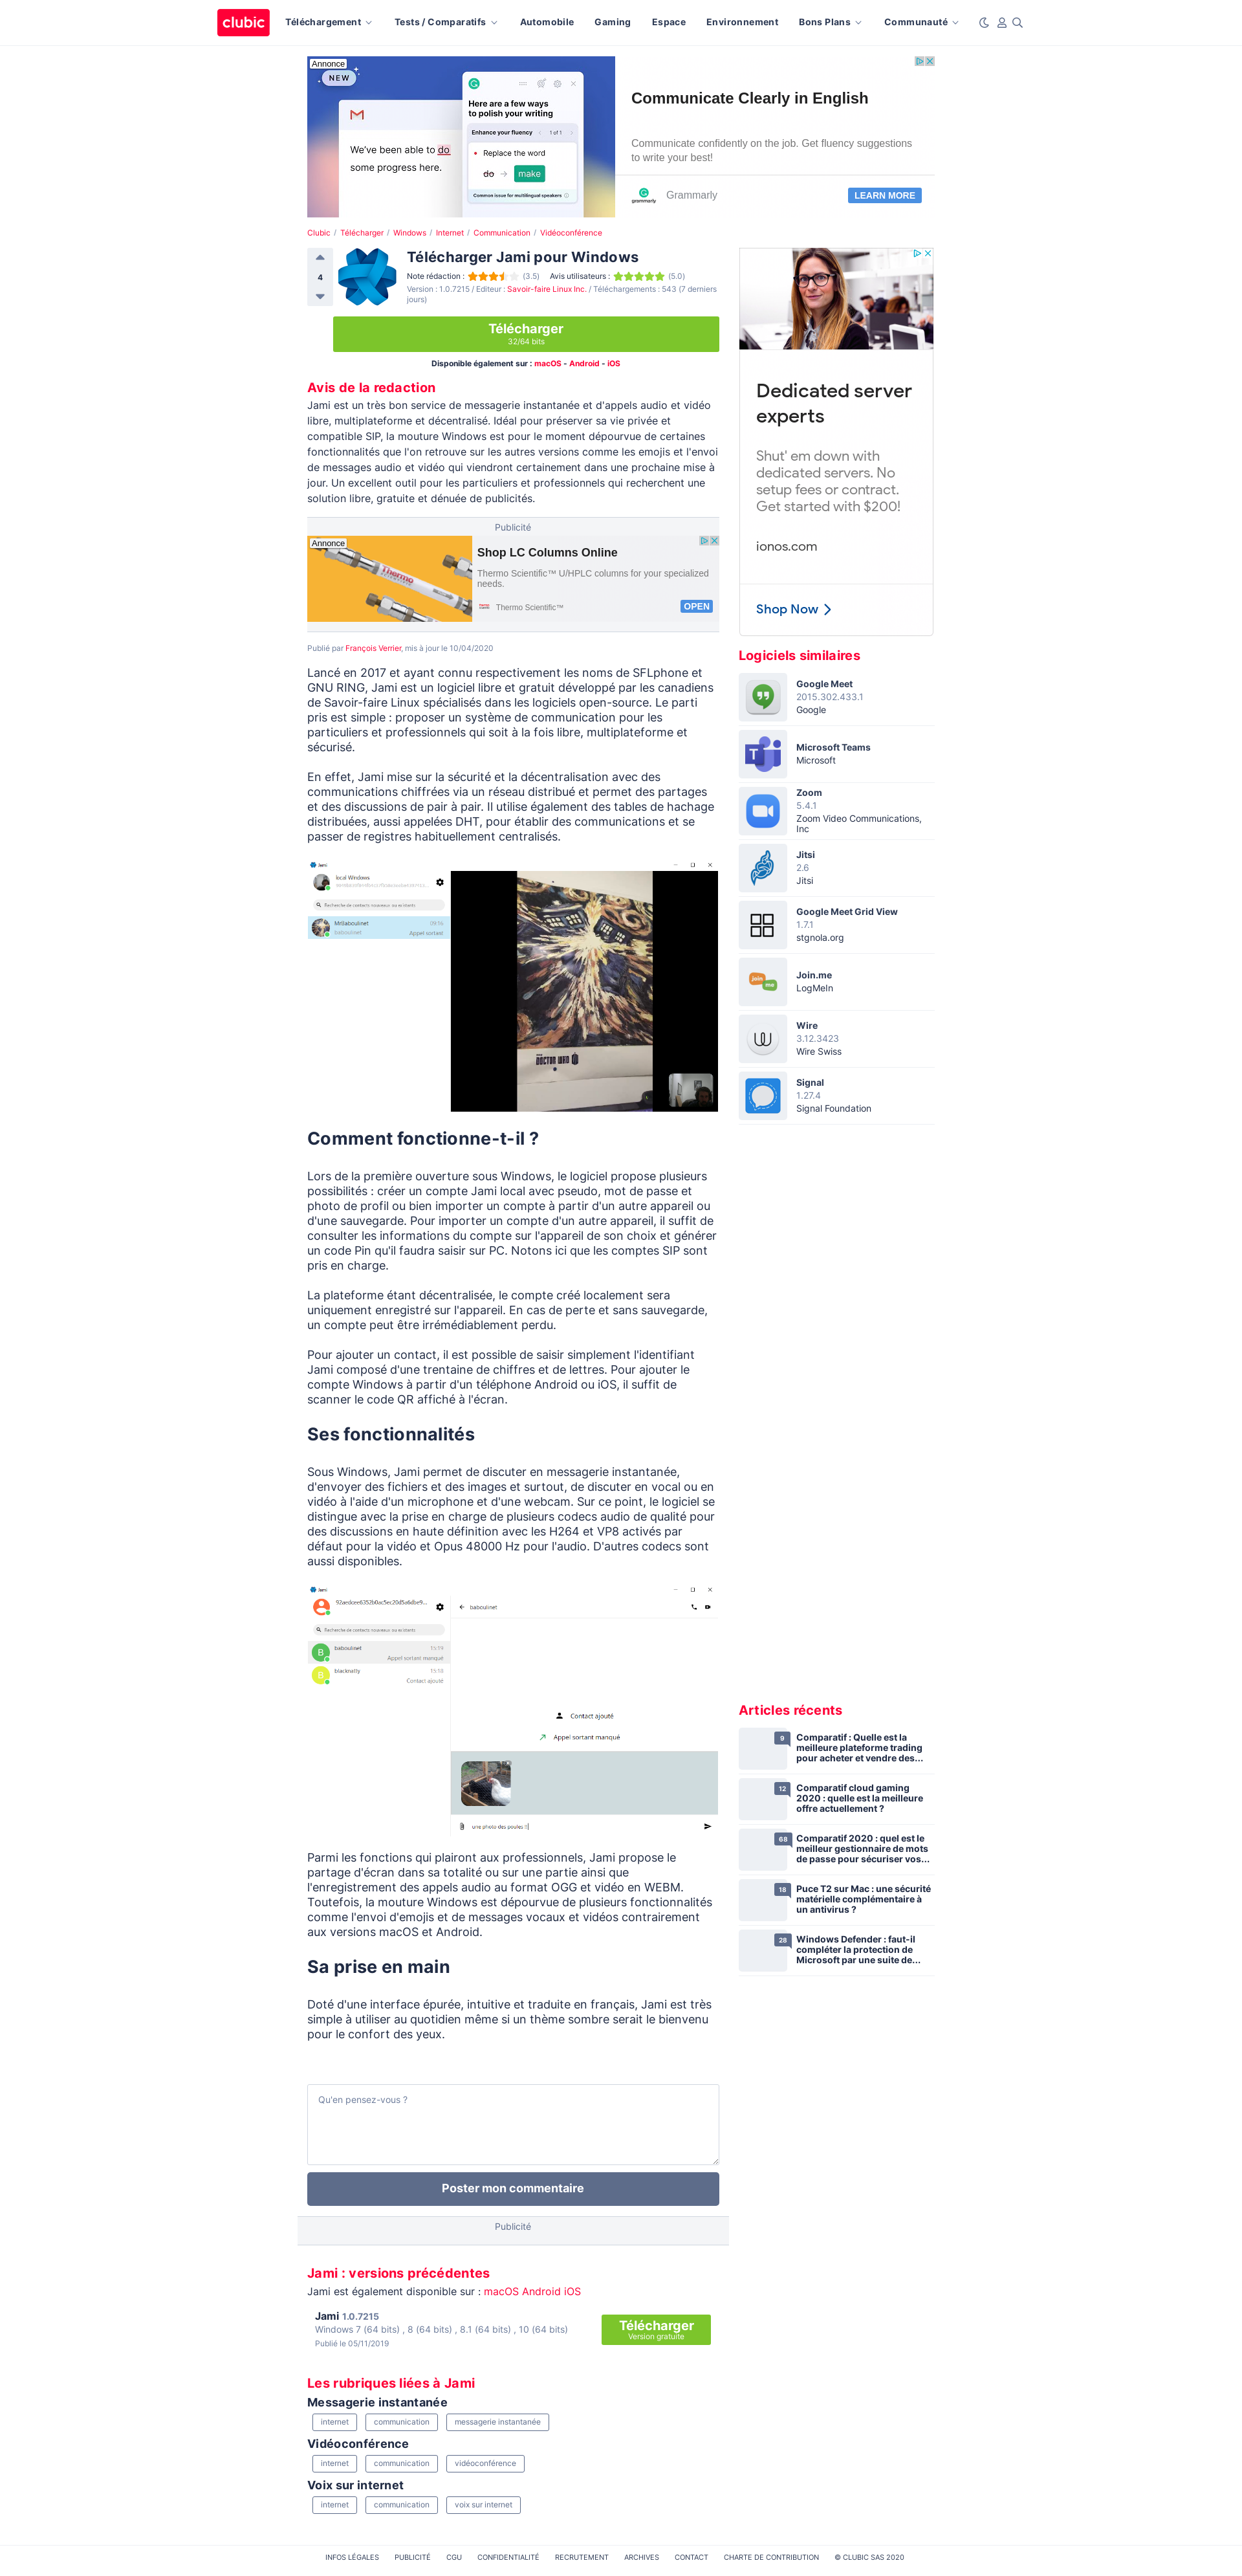 clubic
Téléchargement
Tests / Comparatifs
Automobile
Gaming
Espace
Environnement
Bons Plans
Communauté
Annonce
NEW
We've been able to do
some progress here.
Here are a few ways
to polish your writing
Enhance your fluency
1 of 1
Replace the word
do → make
Common issue for multilingual speakers
Communicate Clearly in English
Communicate confidently on the job. Get fluency suggestions
to write your best!
grammarly
Grammarly
LEARN MORE
Clubic / Télécharger / Windows / Internet / Communication / Vidéoconférence
4
Télécharger Jami pour Windows
Note rédaction : (3.5) Avis utilisateurs : (5.0)
Version : 1.0.7215 / Editeur : Savoir-faire Linux Inc. / Téléchargements : 543 (7 derniers
jours)
Télécharger
32/64 bits
Disponible également sur : macOS - Android - iOS
Avis de la redaction
Jami est un très bon service de messagerie instantanée et d'appels audio et vidéo
libre, multiplateforme et décentralisé. Idéal pour préserver sa vie privée et
compatible SIP, la mouture Windows est pour le moment dépourvue de certaines
fonctionnalités que l'on retrouve sur les autres versions comme les emojis et l'envoi
de messages audio et vidéo qui viendront certainement dans une prochaine mise à
jour. Un excellent outil pour les particuliers et professionnels qui recherchent une
solution libre, gratuite et dénuée de publicités.
Publicité
Annonce
Thermo
Shop LC Columns Online
Thermo Scientific™ U/HPLC columns for your specialized
needs.
Thermo Scientific™
OPEN
Publié par François Verrier, mis à jour le 10/04/2020
Lancé en 2017 et ayant connu respectivement les noms de SFLphone et
GNU RING, Jami est un logiciel libre et gratuit développé par les canadiens
de Savoir-faire Linux spécialisés dans les logiciels open-source. Le parti
pris est simple : proposer un système de communication pour les
particuliers et professionnels qui soit à la fois libre, multiplateforme et
sécurisé.
En effet, Jami mise sur la sécurité et la décentralisation avec des
communications chiffrées via un réseau distribué et permet des partages
et des discussions de pair à pair. Il utilise également des tables de hachage
distribuées, aussi appelées DHT, pour établir des communications et se
passer de registres habituellement centralisés.
Jami
local Windows
Recherche de contacts nouveaux ou existants
Millaboulinet
09:56
baboulinet
Appel sortant
DOCTOR WHO
Comment fonctionne-t-il ?
Lors de la première ouverture sous Windows, le logiciel propose plusieurs
possibilités : créer un compte Jami local avec pseudo, mot de passe et
photo de profil ou bien importer un compte à partir d'un autre appareil ou
d'une sauvegarde. Pour importer un compte d'un autre appareil, il suffit de
consulter les informations du compte sur l'appareil de son choix et générer
un code Pin qu'il faudra saisir sur PC. Notons ici que les comptes SIP sont
pris en charge.
La plateforme étant décentralisée, le compte créé localement sera
uniquement enregistré sur l'appareil. En cas de perte et sans sauvegarde,
un compte peut être irrémédiablement perdu.
Pour ajouter un contact, il est possible de saisir simplement l'identifiant
Jami composé d'une trentaine de chiffres et de lettres. Pour ajouter le
compte Windows à partir d'un téléphone Android ou iOS, il suffit de
scanner le code QR affiché à l'écran.
Ses fonctionnalités
Sous Windows, Jami permet de discuter en messagerie instantanée,
d'envoyer des fichiers et des images et surtout, de discuter en vocal ou en
vidéo à l'aide d'un microphone et d'une webcam. Sur ce point, le logiciel se
distingue avec la prise en charge de plusieurs codecs audio de qualité pour
des discussions en haute définition avec les H264 et VP8 activés par
défaut pour la vidéo et Opus 48000 Hz pour l'audio. D'autres codecs sont
aussi disponibles.
Jami
92aedcee6352b0ac5ec20d5a6dbe9...
baboulinet
Recherche de contacts nouveaux ou existants
B
baboulinet
15:19
Appel sortant manqué
B
blacknelly
15:18
Contact ajouté
Contact ajouté
Appel sortant manqué
une photo des poules !!
Parmi les fonctions qui plairont aux professionnels, Jami propose le
partage d'écran dans sa totalité ou sur une partie ainsi que
l'enregistrement des appels audio au format OGG et vidéo en WEBM.
Toutefois, la mouture Windows est dépourvue de plusieurs fonctionnalités
comme l'envoi d'emojis et de messages vocaux et vidéos contrairement
aux versions macOS et Android.
Sa prise en main
Doté d'une interface épurée, intuitive et traduite en français, Jami est très
simple à utiliser au quotidien même si un thème sombre serait le bienvenu
pour le confort des yeux.
Qu'en pensez-vous ?
Poster mon commentaire
Publicité
Jami : versions précédentes
Jami est également disponible sur : macOS Android iOS
Jami 1.0.7215
Windows 7 (64 bits) , 8 (64 bits) , 8.1 (64 bits) , 10 (64 bits)
Publié le 05/11/2019
Télécharger
Version gratuite
Les rubriques liées à Jami
Messagerie instantanée
internet communication messagerie instantanée
Vidéoconférence
internet communication vidéoconférence
Voix sur internet
internet communication voix sur internet
Dedicated server
experts
Shut' em down with
dedicated servers. No
setup fees or contract.
Get started with $200!
ionos.com
Shop Now
Logiciels similaires
Google Meet
2015.302.433.1
Google
Microsoft Teams
Microsoft
Zoom
5.4.1
Zoom Video Communications,
Inc
Jitsi
2.6
Jitsi
Google Meet Grid View
1.7.1
stgnola.org
join me
Join.me
LogMeIn
Wire
3.12.3423
Wire Swiss
Signal
1.27.4
Signal Foundation
Articles récents
9
Comparatif : Quelle est la
meilleure plateforme trading
pour acheter et vendre des...
12
Comparatif cloud gaming
2020 : quelle est la meilleure
offre actuellement ?
68
Comparatif 2020 : quel est le
meilleur gestionnaire de mots
de passe pour sécuriser vos...
18
Puce T2 sur Mac : une sécurité
matérielle complémentaire à
un antivirus ?
28
Windows Defender : faut-il
compléter la protection de
Microsoft par une suite de...
INFOS LÉGALES
PUBLICITÉ
CGU
CONFIDENTIALITÉ
RECRUTEMENT
ARCHIVES
CONTACT
CHARTE DE CONTRIBUTION
© CLUBIC SAS 2020